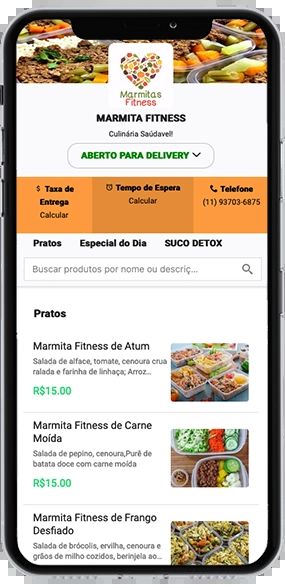 Marmitas
Fitness
MARMITA FITNESS
Culinária Saúdavel!
ABERTO PARA DELIVERY
$ Taxa de
Entrega
Calcular
Tempo de Espera
Calcular
Telefone
(11) 93703-6875
Pratos Especial do Dia SUCO DETOX
Buscar produtos por nome ou descriç...
Pratos
Marmita Fitness de Atum
Salada de alface, tomate, cenoura crua
ralada e farinha de linhaça; Arroz...
R$15.00
Marmita Fitness de Carne
Moída
Salada de pepino, cenoura,Purê de
batata doce com carne moída
R$15.00
Marmita Fitness de Frango
Desfiado
Salada de brócolis, ervilha, cenoura e
grãos de milho cozidos, berinjela ao...